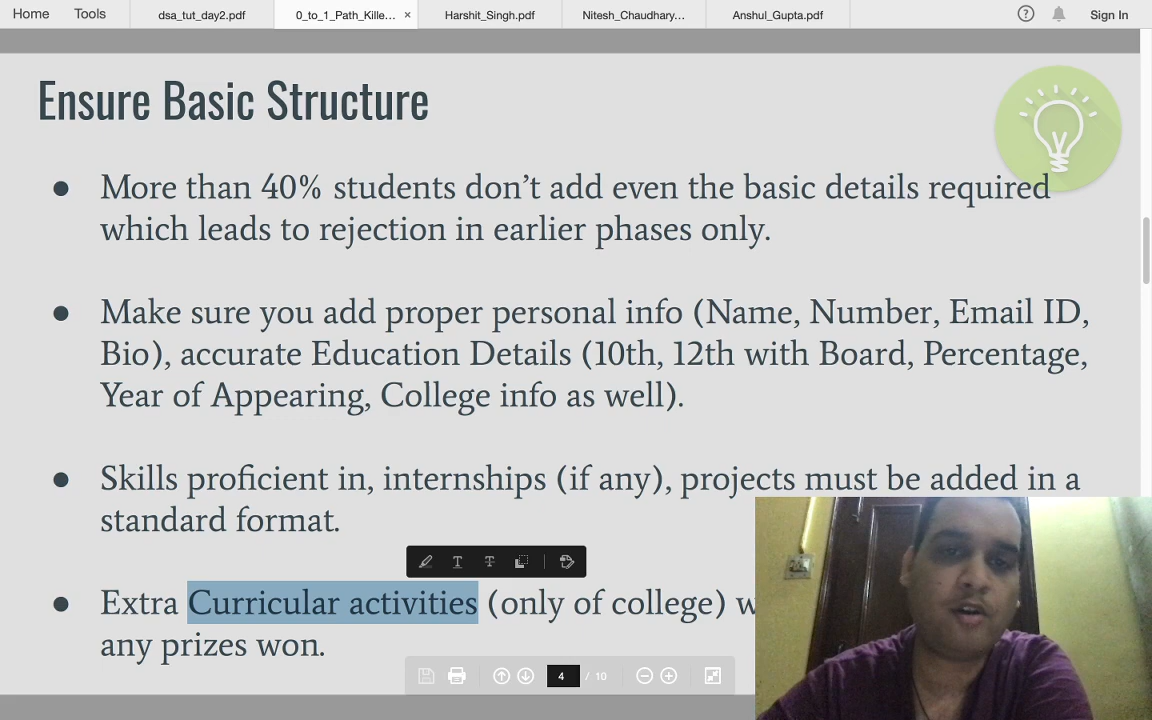 Home Tools dsa_tut_day2.pdf 0_to_1_Path_Kille... × Harshit_Singh.pdf Nitesh_Chaudhary... Anshul_Gupta.pdf ? Sign In
Ensure Basic Structure
● More than 40% students don’t add even the basic details required
which leads to rejection in earlier phases only.
● Make sure you add proper personal info (Name, Number, Email ID,
Bio), accurate Education Details (10th, 12th with Board, Percentage,
Year of Appearing, College info as well).
● Skills proficient in, internships (if any), projects must be added in a
standard format.
● Extra Curricular activities (only of college)
any prizes won.
4 / 10